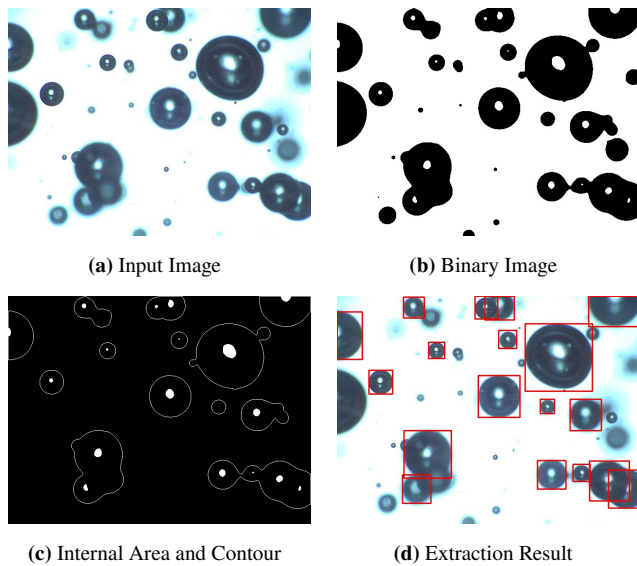 (a) Input Image
(b) Binary Image
(c) Internal Area and Contour
(d) Extraction Result